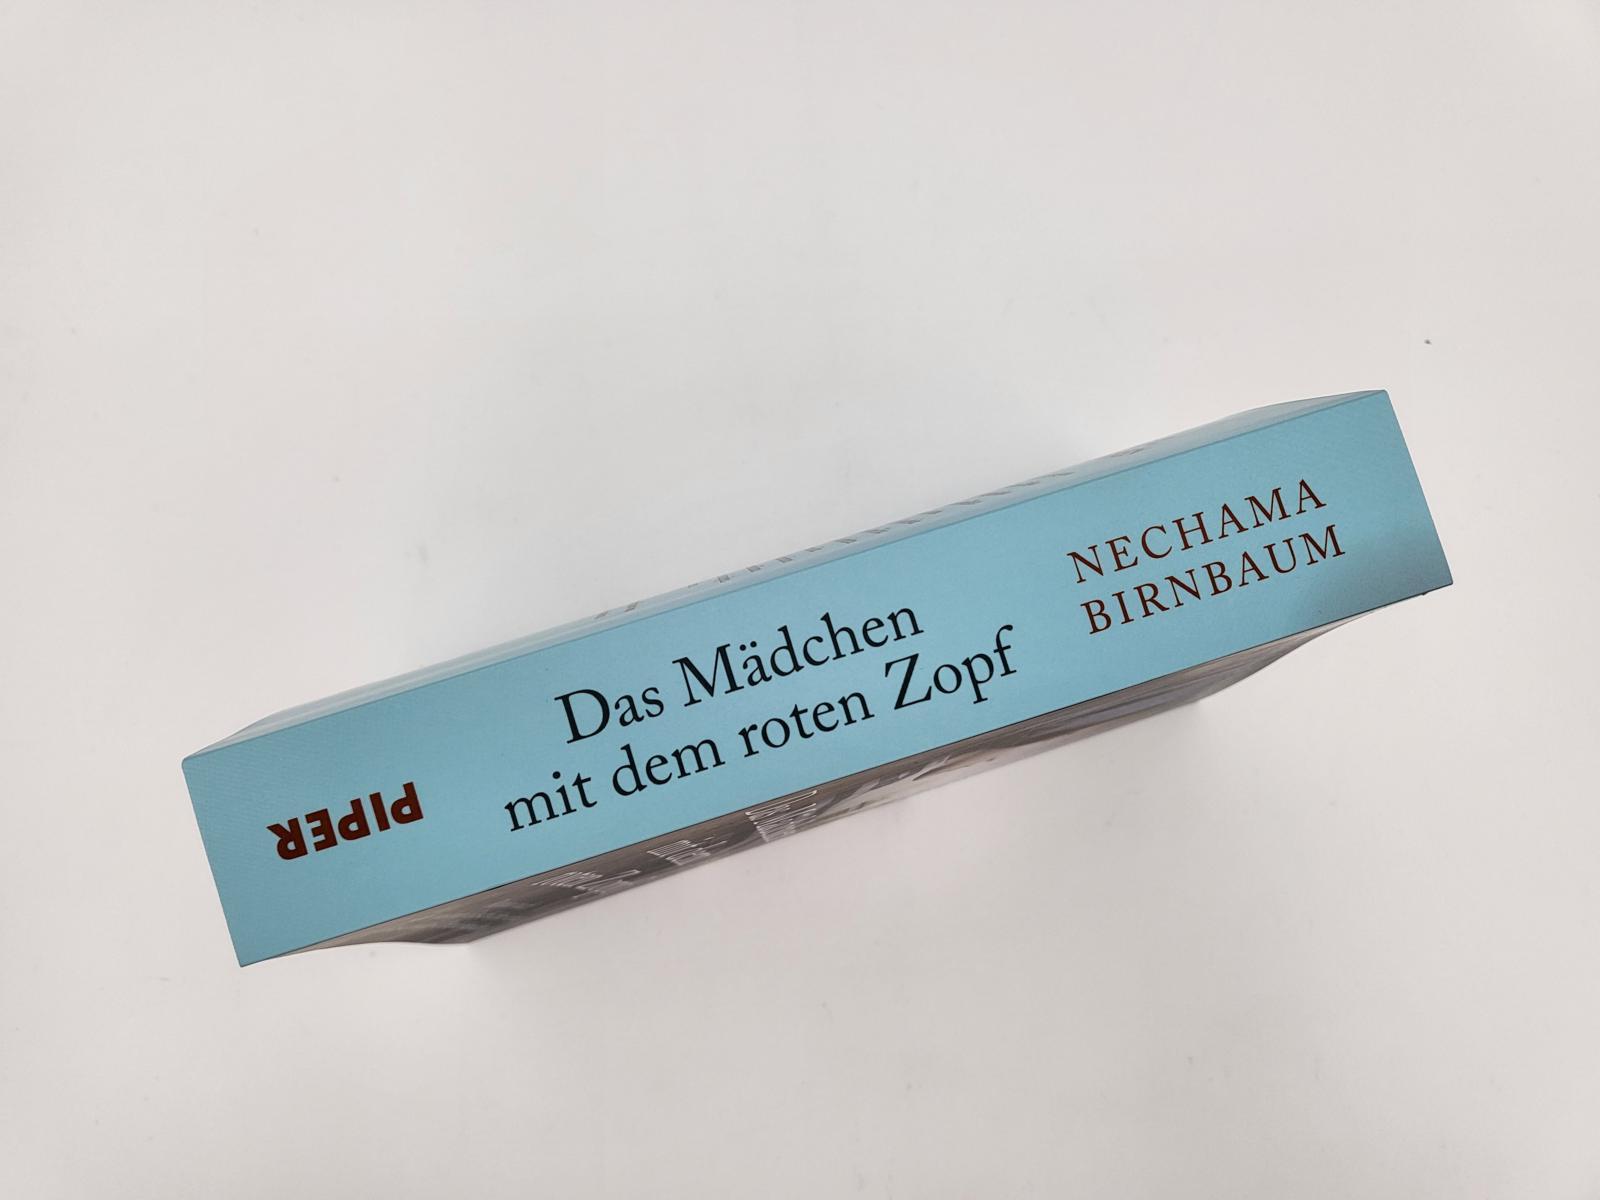 NECHAMA
BIRNBAUM
Das Mädchen
mit dem roten Zopf
PIPER